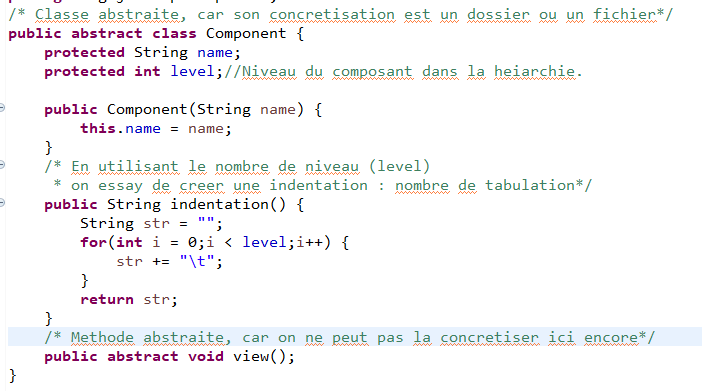 /* Classe abstraite, car son concretisation est un dossier ou un fichier*/
public abstract class Component {
    protected String name;
    protected int level;//Niveau du composant dans la heiarchie.

    public Component(String name) {
        this.name = name;
    }
    /* En utilisant le nombre de niveau (level)
     * on essay de creer une indentation : nombre de tabulation*/
    public String indentation() {
        String str = "";
        for(int i = 0;i < level;i++) {
            str += "\t";
        }
        return str;
    }
    /* Methode abstraite, car on ne peut pas la concretiser ici encore*/
    public abstract void view();
}